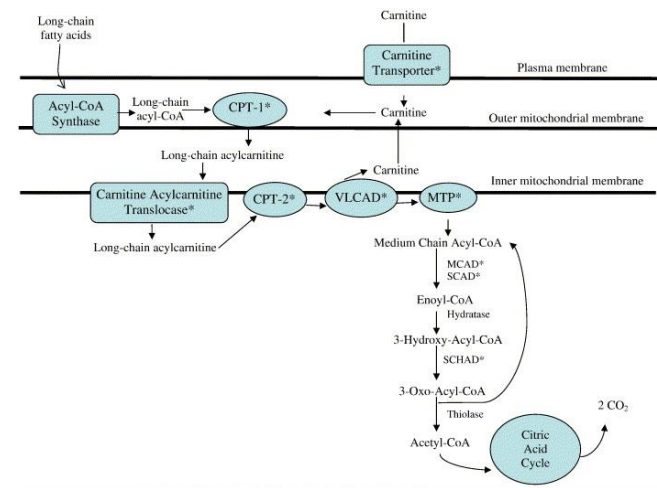 Long-chain
fatty acids
Carnitine
Carnitine
Transporter*
Plasma membrane
Acyl-CoA
Synthase
Long-chain
acyl-CoA
CPT-1*
Carnitine
Outer mitochondrial membrane
Long-chain acylcarnitine
Carnitine
Inner mitochondrial membrane
Carnitine Acylcarnitine
Translocase*
CPT-2*
VLCAD*
MTP*
Long-chain acylcarnitine
Medium Chain Acyl-CoA
MCAD*
SCAD*
Enoyl-CoA
Hydratase
3-Hydroxy-Acyl-CoA
SCHAD*
3-Oxo-Acyl-CoA
Thiolase
2 CO₂
Acetyl-CoA
Citric
Acid
Cycle